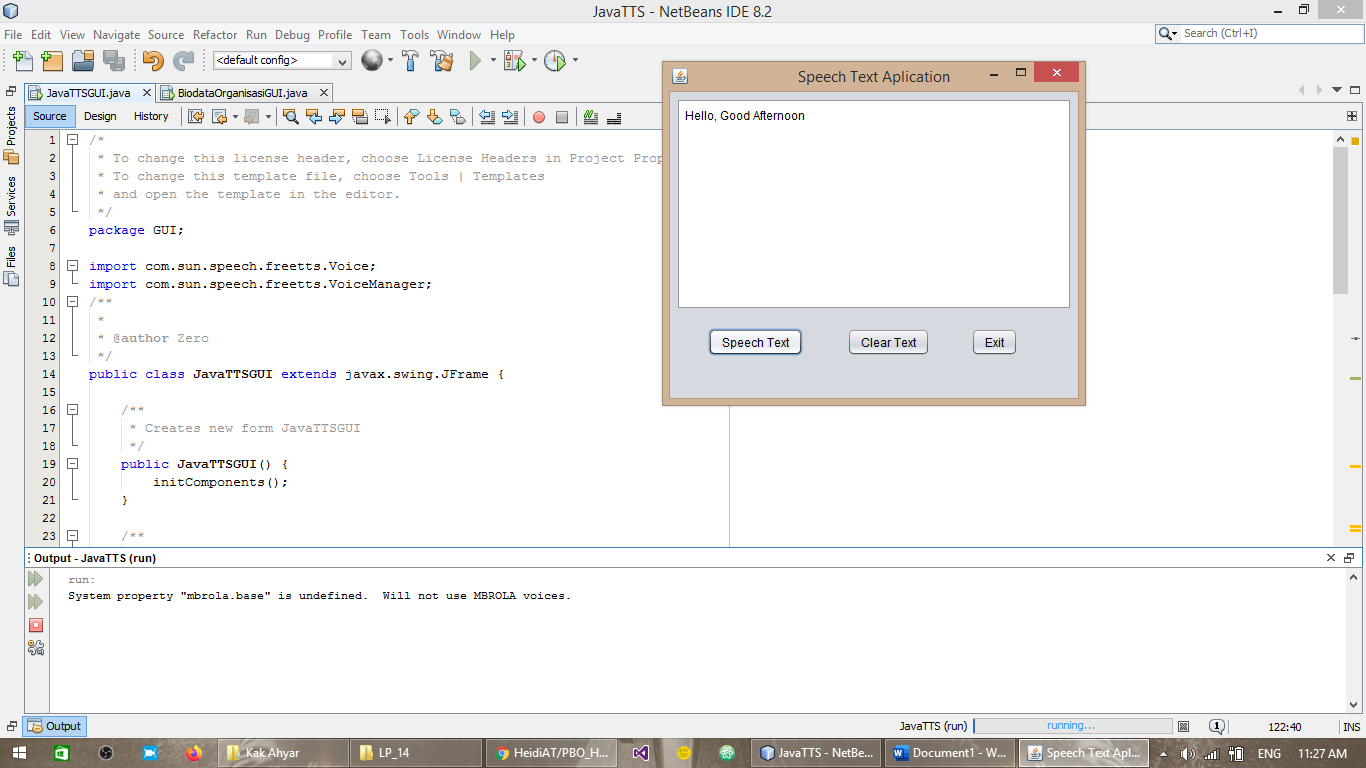 JavaTTS - NetBeans IDE 8.2
File Edit View Navigate Source Refactor Run Debug Profile Team Tools Window Help
Search (Ctrl+I)
<default config>
JavaTTSGUI.java
BiodataOrganisasiGUI.java
Source Design History
Projects
Services
Files
1 /*
2 * To change this license header, choose License Headers in Project Prop
3 * To change this template file, choose Tools | Templates
4 * and open the template in the editor.
5 */
6 package GUI;
7
8 import com.sun.speech.freetts.Voice;
9 import com.sun.speech.freetts.VoiceManager;
10 /**
11 *
12 * @author Zero
13 */
14 public class JavaTTSGUI extends javax.swing.JFrame {
15
16 /**
17 * Creates new form JavaTTSGUI
18 */
19 public JavaTTSGUI() {
20 initComponents();
21 }
22
23 /**
Speech Text Aplication
Hello, Good Afternoon
Speech Text
Clear Text
Exit
Output - JavaTTS (run)
run:
System property "mbrola.base" is undefined.  Will not use MBROLA voices.
Output
JavaTTS (run)
running...
1
122:40
INS
Kak Ahyar
LP_14
HeidiAT/PBO_H...
JavaTTS - NetBe...
Document1 - W...
Speech Text Apl...
ENG
11:27 AM